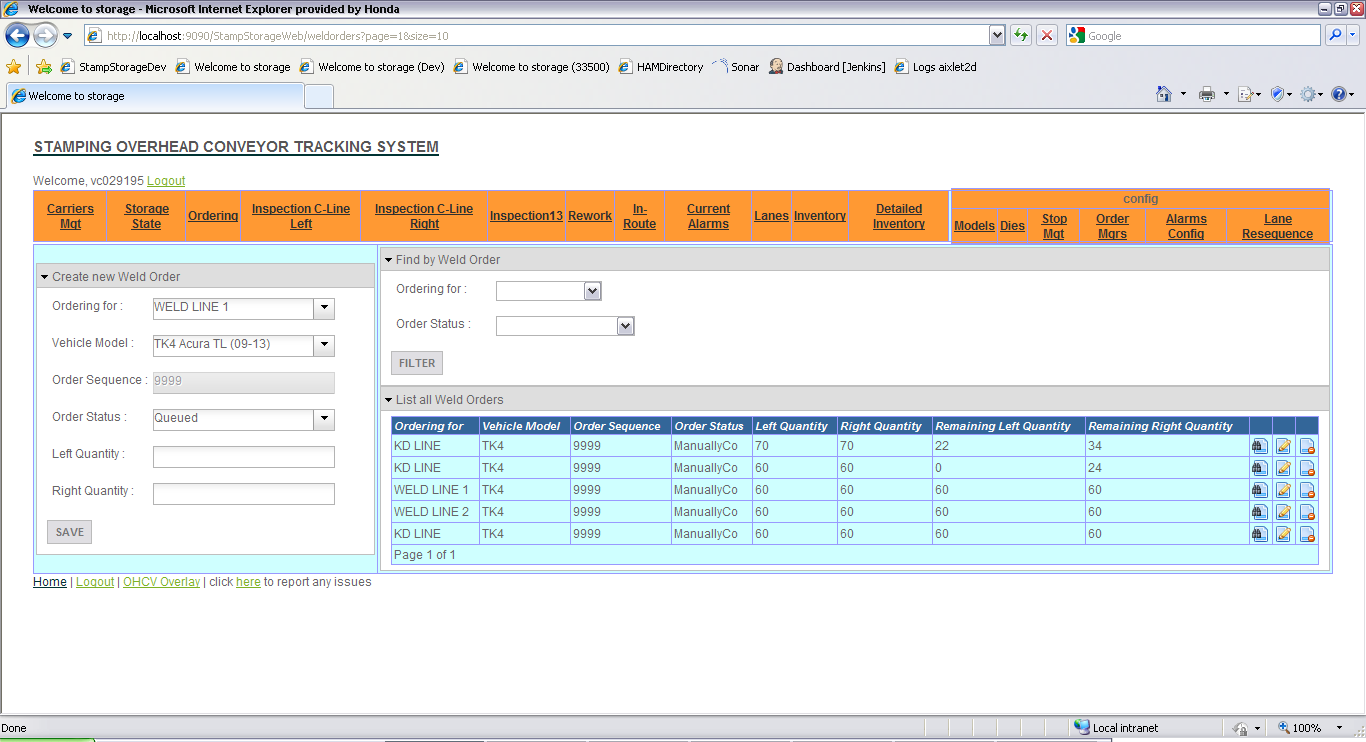 Welcome to storage - Microsoft Internet Explorer provided by Honda
http://localhost:9090/StampStorageWeb/weldorders?page=1&size=10
Google
StampStorageDev Welcome to storage Welcome to storage (Dev) Welcome to storage (33500) HAMDirectory Sonar Dashboard [Jenkins] Logs aixlet2d
Welcome to storage
STAMPING OVERHEAD CONVEYOR TRACKING SYSTEM
Welcome, vc029195 Logout
Carriers Mgt Storage State Ordering Inspection C-Line Left Inspection C-Line Right Inspection13 Rework In-Route Current Alarms Lanes Inventory Detailed Inventory
config
Models Dies Stop Mgt Order Mgrs Alarms Config Lane Resequence
Create new Weld Order
Ordering for : WELD LINE 1
Vehicle Model : TK4 Acura TL (09-13)
Order Sequence : 9999
Order Status : Queued
Left Quantity :
Right Quantity :
SAVE
Find by Weld Order
Ordering for :
Order Status :
FILTER
List all Weld Orders
Ordering for Vehicle Model Order Sequence Order Status Left Quantity Right Quantity Remaining Left Quantity Remaining Right Quantity
KD LINE TK4 9999 ManuallyCo 70 70 22 34
KD LINE TK4 9999 ManuallyCo 60 60 0 24
WELD LINE 1 TK4 9999 ManuallyCo 60 60 60 60
WELD LINE 2 TK4 9999 ManuallyCo 60 60 60 60
KD LINE TK4 9999 ManuallyCo 60 60 60 60
Page 1 of 1
Home | Logout | OHCV Overlay | click here to report any issues
Done Local intranet 100%